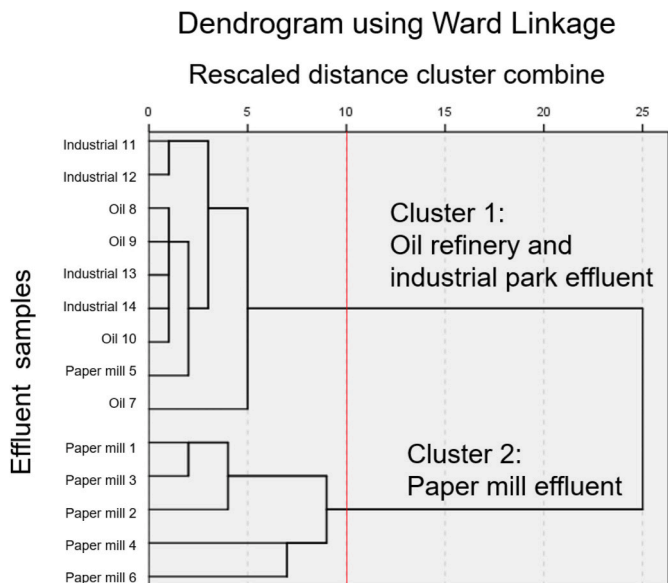 Dendrogram using Ward Linkage
Rescaled distance cluster combine
0 5 10 15 20 25
Industrial 11
Industrial 12
Oil 8
Oil 9
Industrial 13
Industrial 14
Oil 10
Paper mill 5
Oil 7
Paper mill 1
Paper mill 3
Paper mill 2
Paper mill 4
Paper mill 6
Effluent samples
Cluster 1:
Oil refinery and
industrial park effluent
Cluster 2:
Paper mill effluent